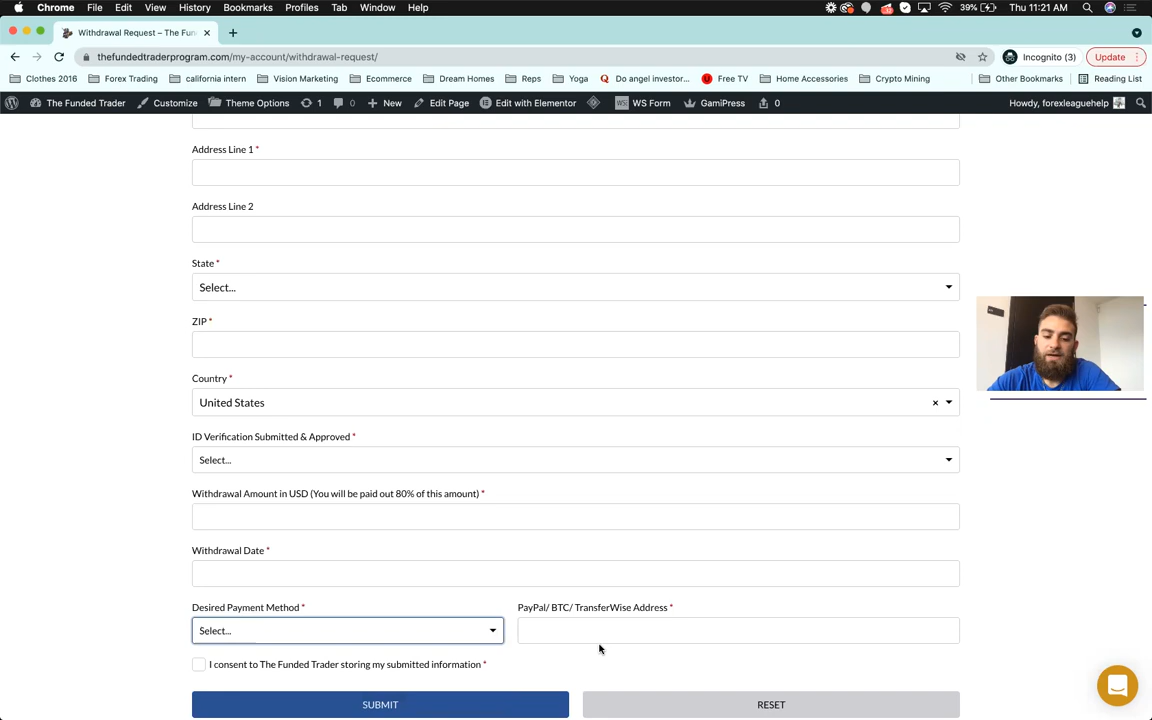 Chrome File Edit View History Bookmarks Profiles Tab Window Help 39% Thu 11:21 AM
Withdrawal Request – The Fun
thefundedtraderprogram.com/my-account/withdrawal-request/ Incognito (3) Update
Clothes 2016 Forex Trading california intern Vision Marketing Ecommerce Dream Homes Reps Yoga Do angel investor... Free TV Home Accessories Crypto Mining Other Bookmarks Reading List
The Funded Trader Customize Theme Options 1 0 New Edit Page Edit with Elementor WS Form GamiPress 0 Howdy, forexleaguehelp
Address Line 1 *
Address Line 2
State *
Select...
ZIP *
Country *
United States ×
ID Verification Submitted & Approved *
Select...
Withdrawal Amount in USD (You will be paid out 80% of this amount) *
Withdrawal Date *
Desired Payment Method * PayPal/ BTC/ TransferWise Address *
Select...
I consent to The Funded Trader storing my submitted information *
SUBMIT RESET